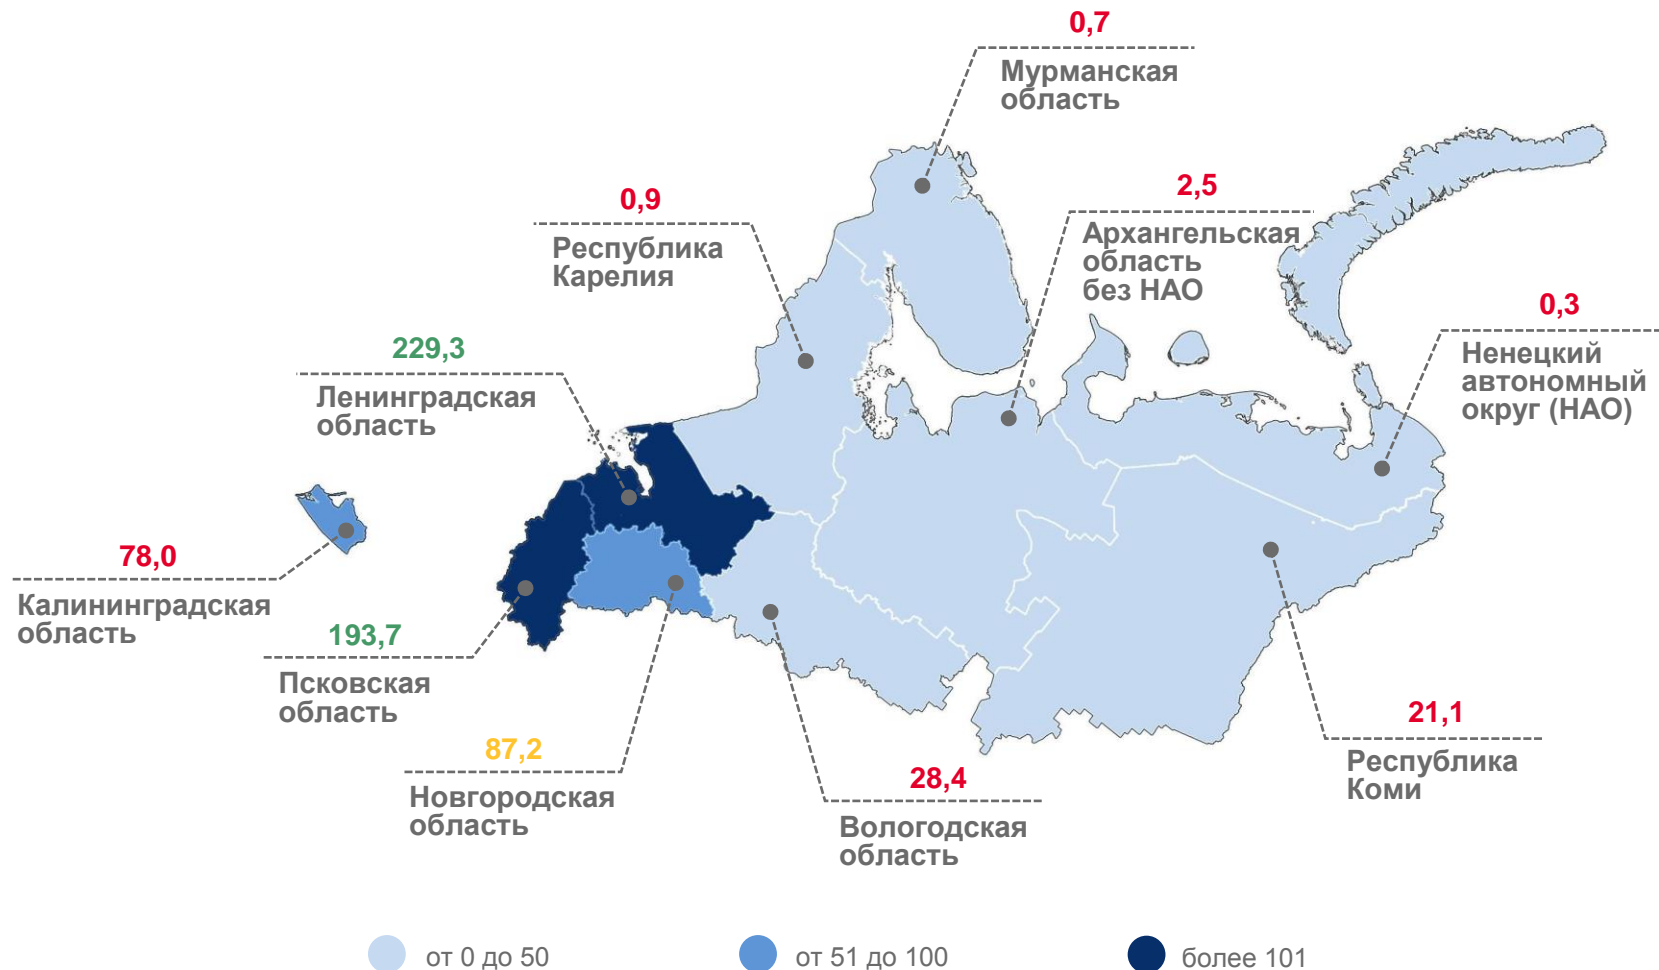 0,7
Мурманская
область
0,9
Республика
Карелия
2,5
Архангельская
область
без НАО
0,3
Ненецкий
автономный
округ (НАО)
229,3
Ленинградская
область
78,0
Калининградская
область
193,7
Псковская
область
87,2
Новгородская
область
28,4
Вологодская
область
21,1
Республика
Коми
от 0 до 50
от 51 до 100
более 101